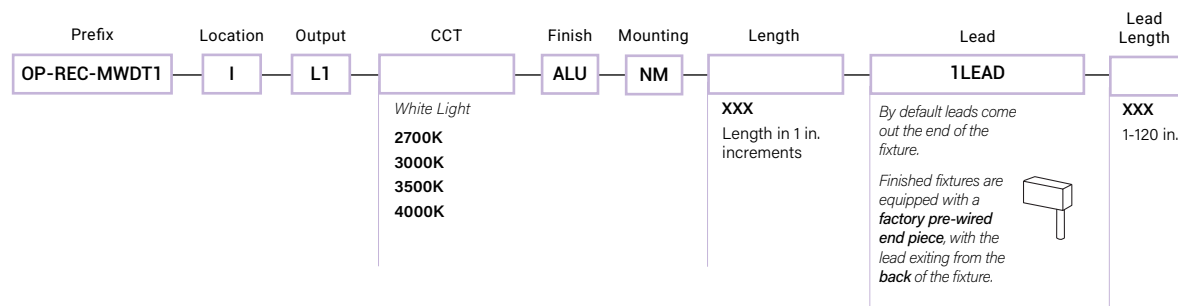 Prefix
Location
Output
CCT
Finish
Mounting
Length
Lead
Lead
Length
OP-REC-MWDT1
I
L1
ALU
NM
1LEAD
White Light
2700K
3000K
3500K
4000K
XXX
Length in 1 in.
increments
By default leads come
out the end of the
fixture.
Finished fixtures are
equipped with a
factory pre-wired
end piece, with the
lead exiting from the
back of the fixture.
XXX
1-120 in.